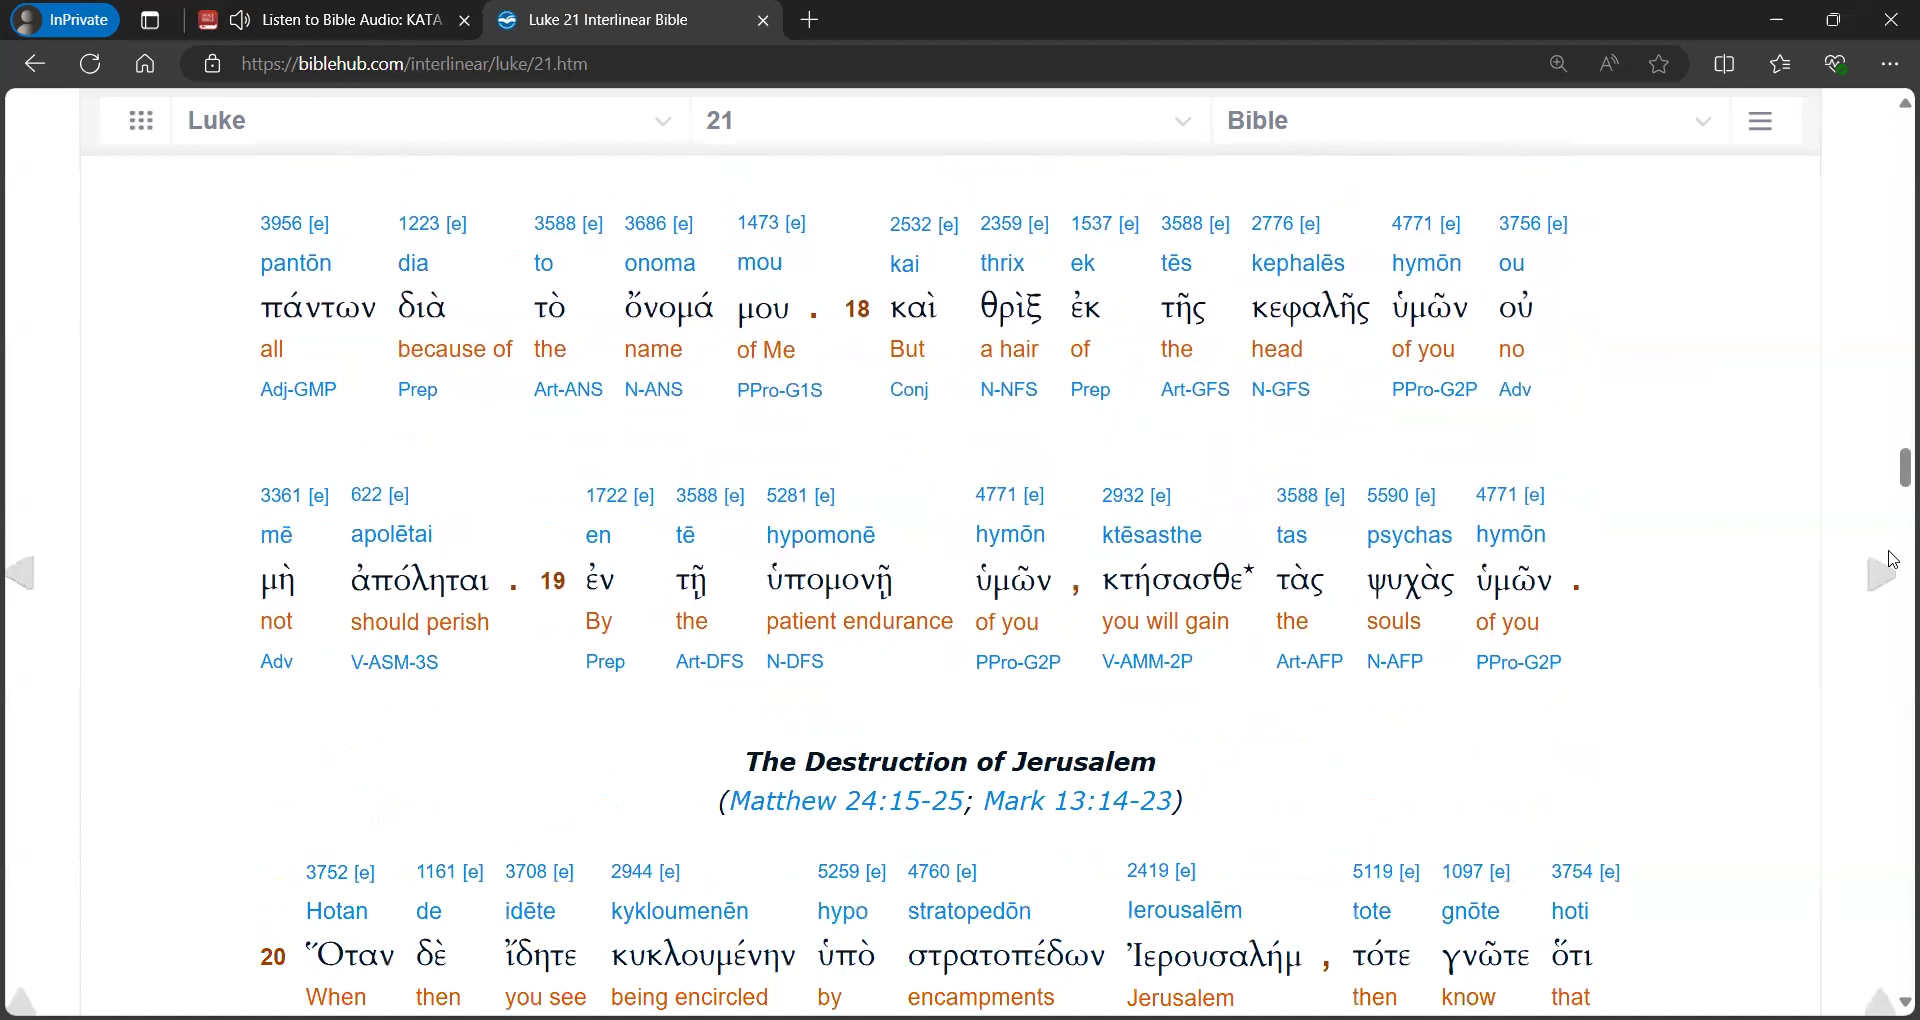 InPrivate
Listen to Bible Audio: KATA
Luke 21 Interlinear Bible
https://biblehub.com/interlinear/luke/21.htm
Luke 21 Bible
3956 [e] 1223 [e] 3588 [e] 3686 [e] 1473 [e] 2532 [e] 2359 [e] 1537 [e] 3588 [e] 2776 [e] 4771 [e] 3756 [e]
pantōn dia to onoma mou kai thrix ek tēs kephalēs hymōn ou
πάντων διὰ τὸ ὄνομά μου . 18 καὶ θρὶξ ἐκ τῆς κεφαλῆς ὑμῶν οὐ
all because of the name of Me But a hair of the head of you no
Adj-GMP Prep Art-ANS N-ANS PPro-G1S Conj N-NFS Prep Art-GFS N-GFS PPro-G2P Adv
3361 [e] 622 [e] 1722 [e] 3588 [e] 5281 [e] 4771 [e] 2932 [e] 3588 [e] 5590 [e] 4771 [e]
mē apolētai en tē hypomonē hymōn ktēsasthe tas psychas hymōn
μὴ ἀπόληται . 19 ἐν τῇ ὑπομονῇ ὑμῶν , κτήσασθε* τὰς ψυχὰς ὑμῶν .
not should perish By the patient endurance of you you will gain the souls of you
Adv V-ASM-3S Prep Art-DFS N-DFS PPro-G2P V-AMM-2P Art-AFP N-AFP PPro-G2P
The Destruction of Jerusalem
(Matthew 24:15-25; Mark 13:14-23)
3752 [e] 1161 [e] 3708 [e] 2944 [e] 5259 [e] 4760 [e] 2419 [e] 5119 [e] 1097 [e] 3754 [e]
Hotan de idēte kykloumenēn hypo stratopedōn Ierousalēm tote gnōte hoti
20 Ὅταν δὲ ἴδητε κυκλουμένην ὑπὸ στρατοπέδων Ἰερουσαλήμ , τότε γνῶτε ὅτι
When then you see being encircled by encampments Jerusalem then know that